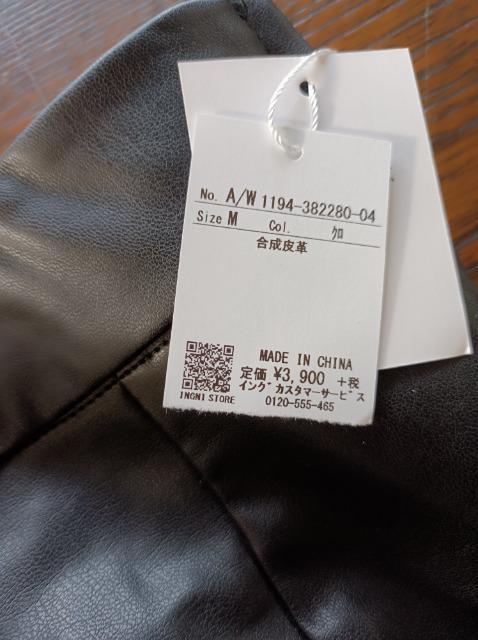 No. A/W 1194-382280-04
Size M Col. ｸﾛ
合成皮革
MADE IN CHINA
定価 ¥3,900 +税
イング カスタマーサービス
INGNI STORE 0120-555-465